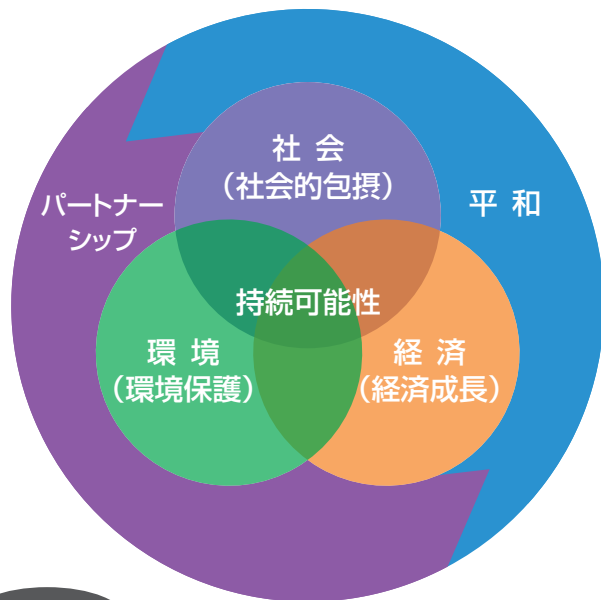 社 会
（社会的包摂）
パートナー
シップ
平 和
持続可能性
環 境
（環境保護）
経 済
（経済成長）